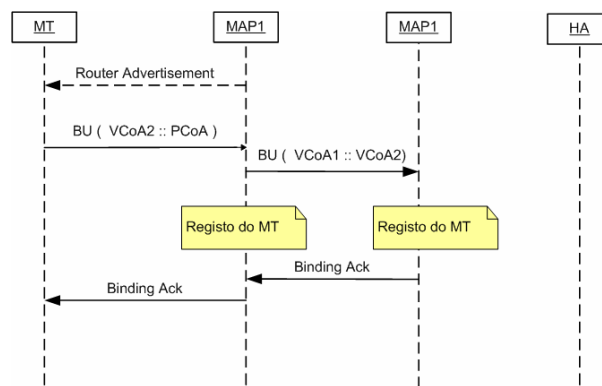 MT
MAP1
MAP1
HA
Router Advertisement
BU ( VCoA2 :: PCoA )
BU ( VCoA1 :: VCoA2)
Registo do MT
Registo do MT
Binding Ack
Binding Ack